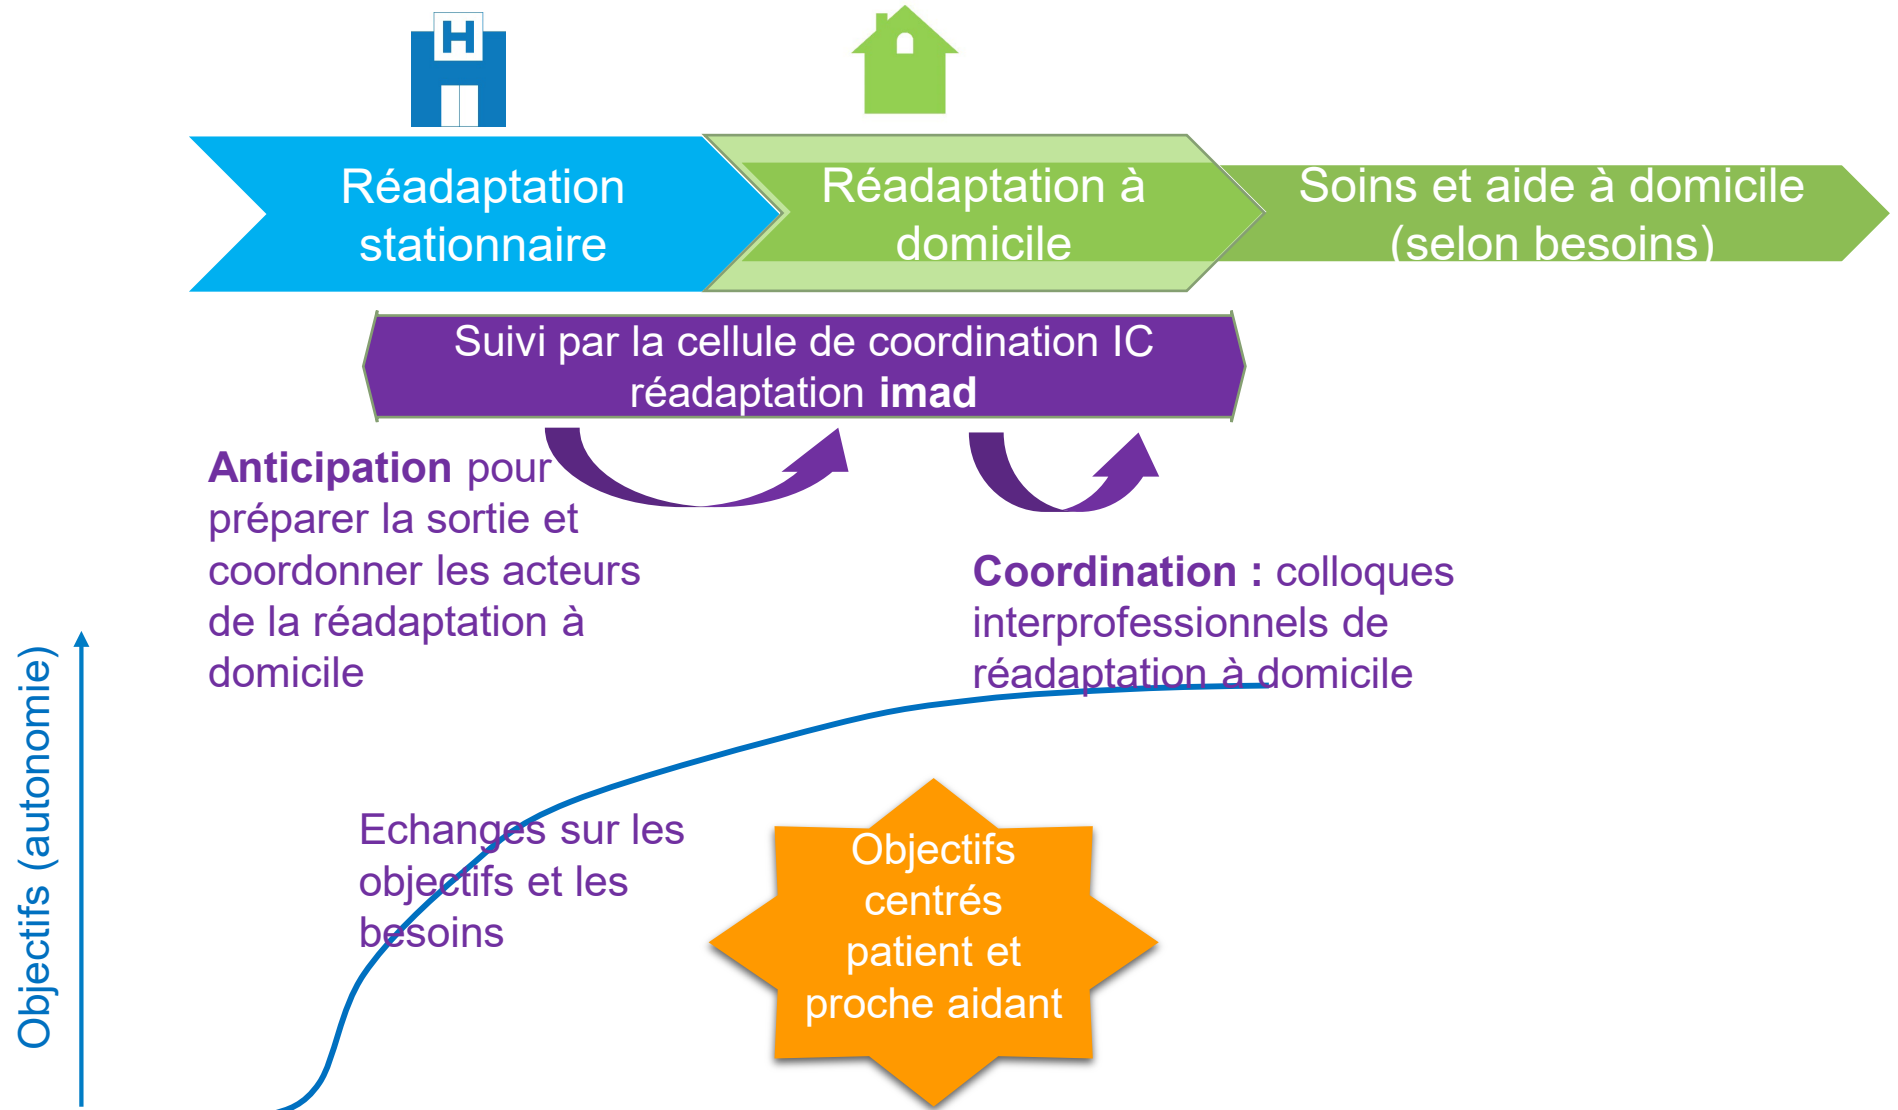 H
Réadaptation
stationnaire
Réadaptation à
domicile
Soins et aide à domicile
(selon besoins)
Suivi par la cellule de coordination IC
réadaptation imad
Anticipation pour
préparer la sortie et
coordonner les acteurs
de la réadaptation à
domicile
Coordination : colloques
interprofessionnels de
réadaptation à domicile
Objectifs (autonomie)
Echanges sur les
objectifs et les
besoins
Objectifs
centrés
patient et
proche aidant